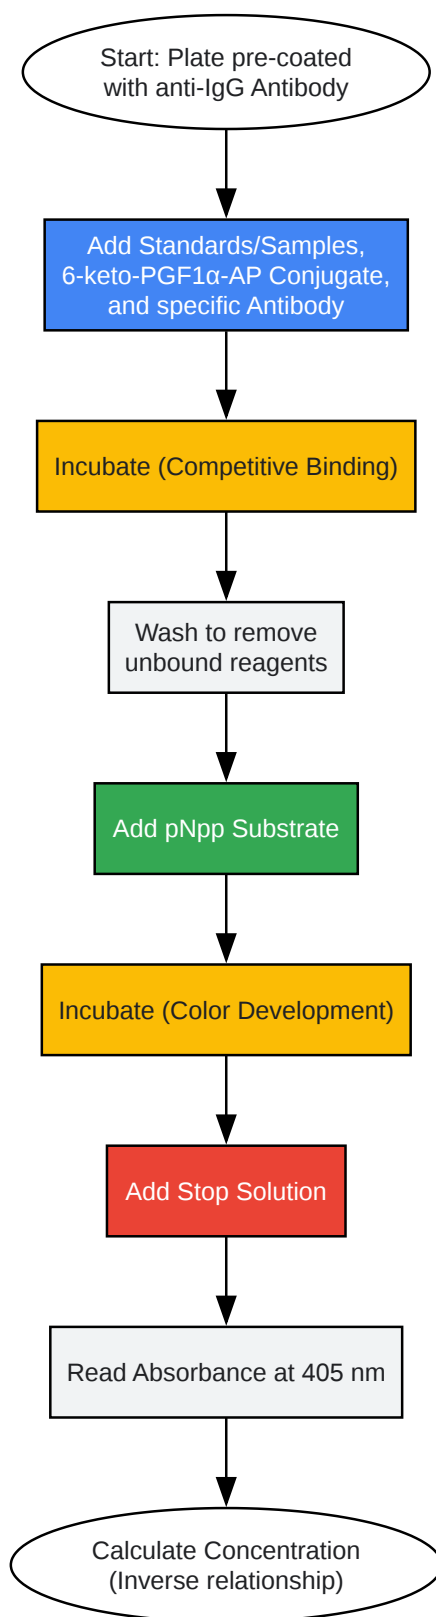 Start: Plate pre-coated
with anti-IgG Antibody
Add Standards/Samples,
6-keto-PGF1α-AP Conjugate,
and specific Antibody
Incubate (Competitive Binding)
Wash to remove
unbound reagents
Add pNpp Substrate
Incubate (Color Development)
Add Stop Solution
Read Absorbance at 405 nm
Calculate Concentration
(Inverse relationship)